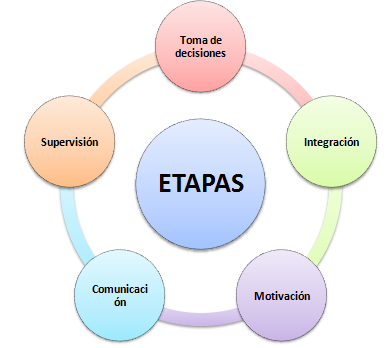 Toma de
decisiones
Integración
Motivación
Comunicaci
ón
Supervisión
ETAPAS